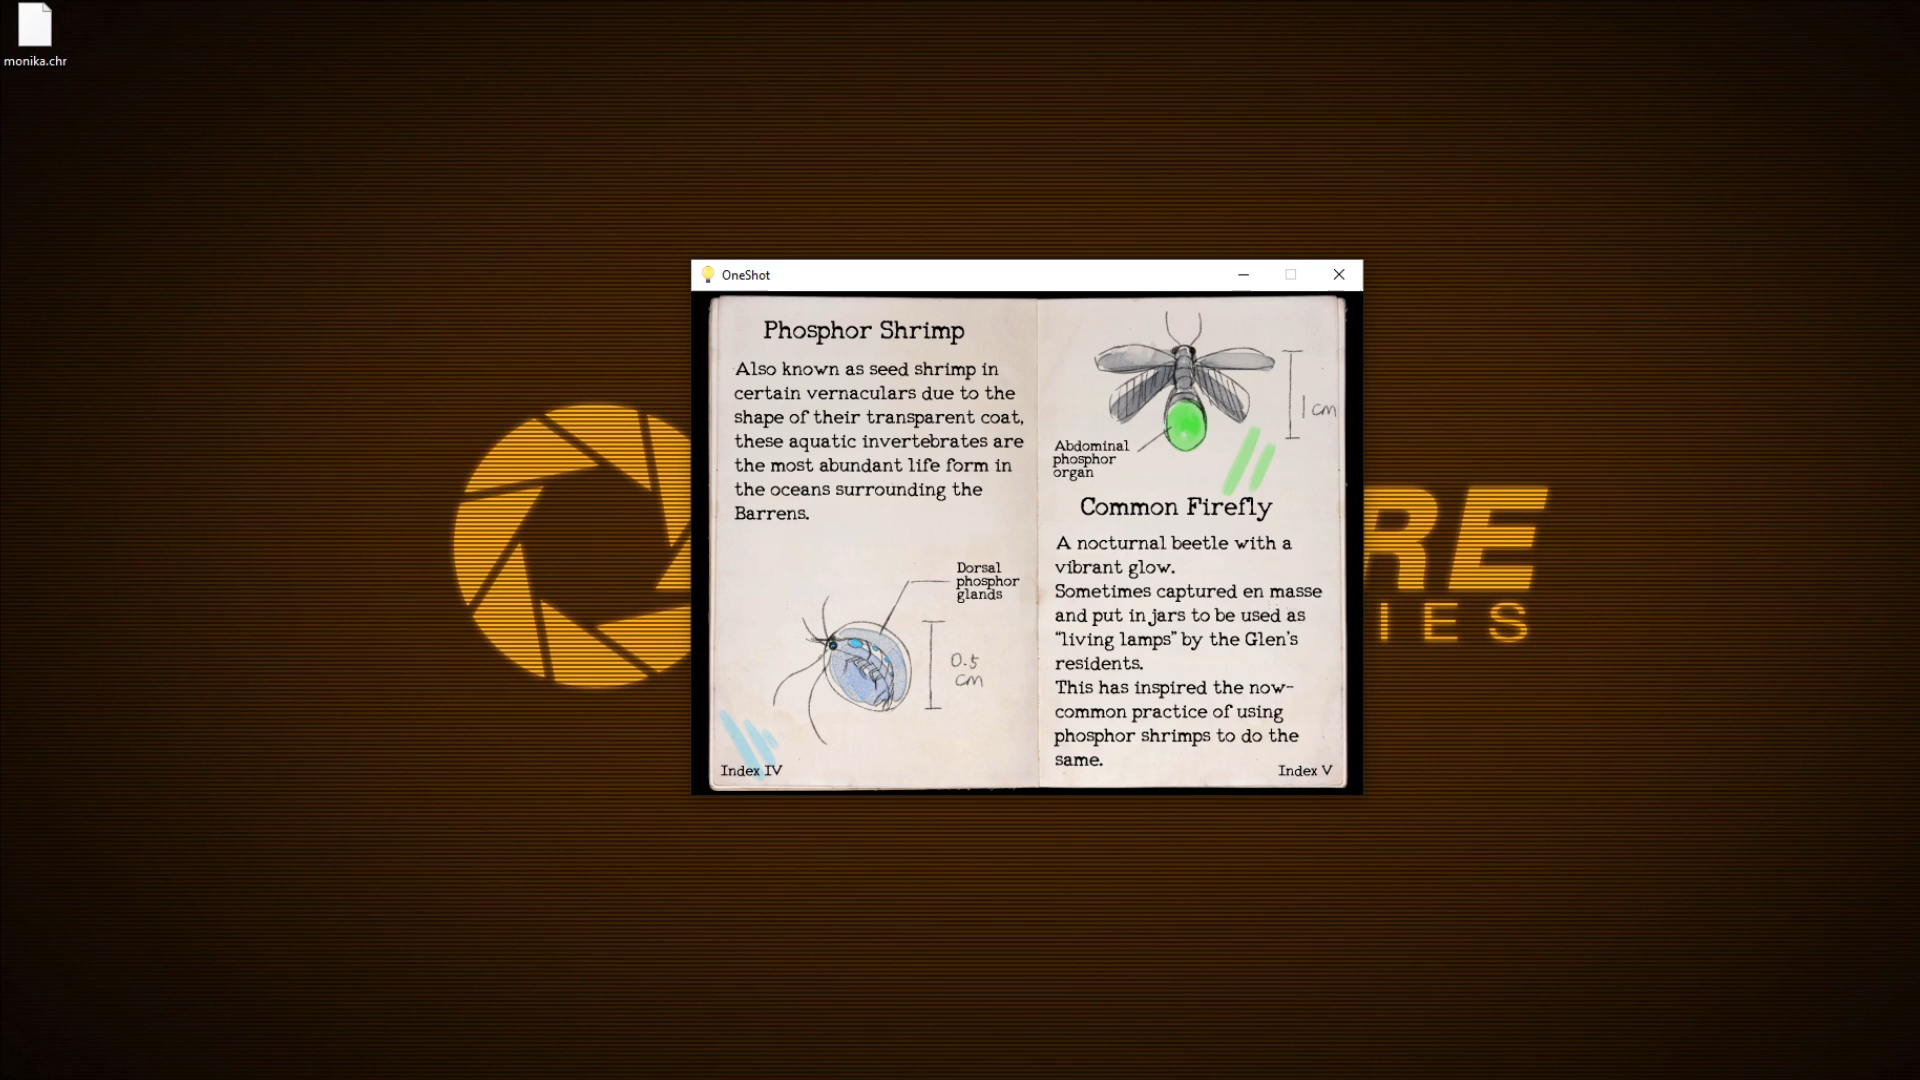 monika.chr
OneShot
Phosphor Shrimp
Also known as seed shrimp in
certain vernaculars due to the
shape of their transparent coat,
these aquatic invertebrates are
the most abundant life form in
the oceans surrounding the
Barrens.
Dorsal
phosphor
glands
0.5
cm
Index IV
1 cm
Abdominal
phosphor
organ
Common Firefly
A nocturnal beetle with a
vibrant glow.
Sometimes captured en masse
and put in jars to be used as
“living lamps” by the Glen's
residents.
This has inspired the now-
common practice of using
phosphor shrimps to do the
same.
Index V
RE
IES